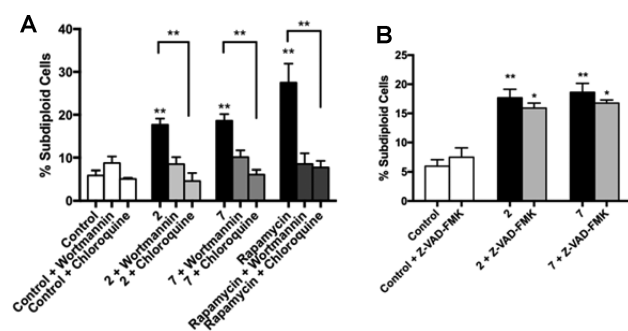 A
% Subdiploid Cells
40
30
20
10
0
**
**
**
**
**
**
Control
Control + Wortmannin
Control + Chloroquine
2
2 + Wortmannin
2 + Chloroquine
7
7 + Wortmannin
7 + Chloroquine
Rapamycin
Rapamycin + Wortmannin
Rapamycin + Chloroquine
B
% Subdiploid Cells
25
20
15
10
5
0
**
*
**
*
Control
Control + Z-VAD-FMK
2
2 + Z-VAD-FMK
7
7 + Z-VAD-FMK